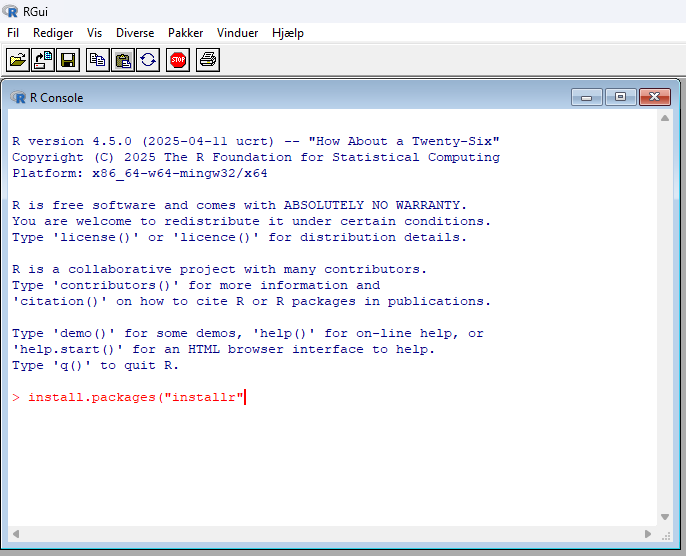 RGui
Fil Rediger Vis Diverse Pakker Vinduer Hjælp
STOP
R Console
R version 4.5.0 (2025-04-11 ucrt) -- "How About a Twenty-Six"
Copyright (C) 2025 The R Foundation for Statistical Computing
Platform: x86_64-w64-mingw32/x64
R is free software and comes with ABSOLUTELY NO WARRANTY.
You are welcome to redistribute it under certain conditions.
Type 'license()' or 'licence()' for distribution details.
R is a collaborative project with many contributors.
Type 'contributors()' for more information and
'citation()' on how to cite R or R packages in publications.
Type 'demo()' for some demos, 'help()' for on-line help, or
'help.start()' for an HTML browser interface to help.
Type 'q()' to quit R.
> install.packages("installr"